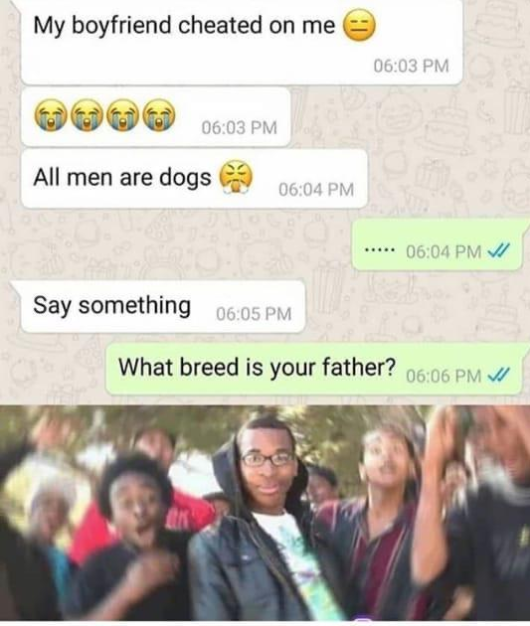 My boyfriend cheated on me 😑
06:03 PM
😭😭😭😭 06:03 PM
All men are dogs 😤 06:04 PM
..... 06:04 PM
Say something 06:05 PM
What breed is your father? 06:06 PM